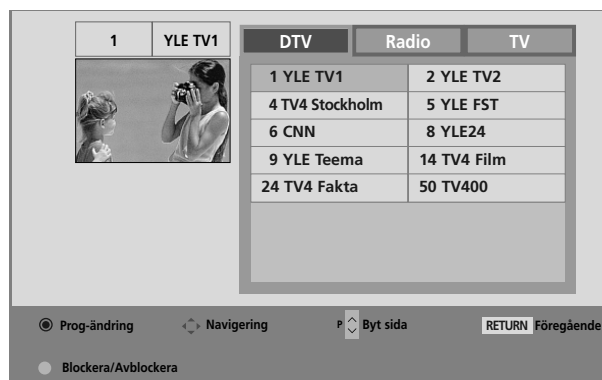 1 YLE TV1
DTV Radio TV
1 YLE TV1 2 YLE TV2
4 TV4 Stockholm 5 YLE FST
6 CNN 8 YLE24
9 YLE Teema 14 TV4 Film
24 TV4 Fakta 50 TV400
Prog-ändring Navigering P Byt sida RETURN Föregående
Blockera/Avblockera